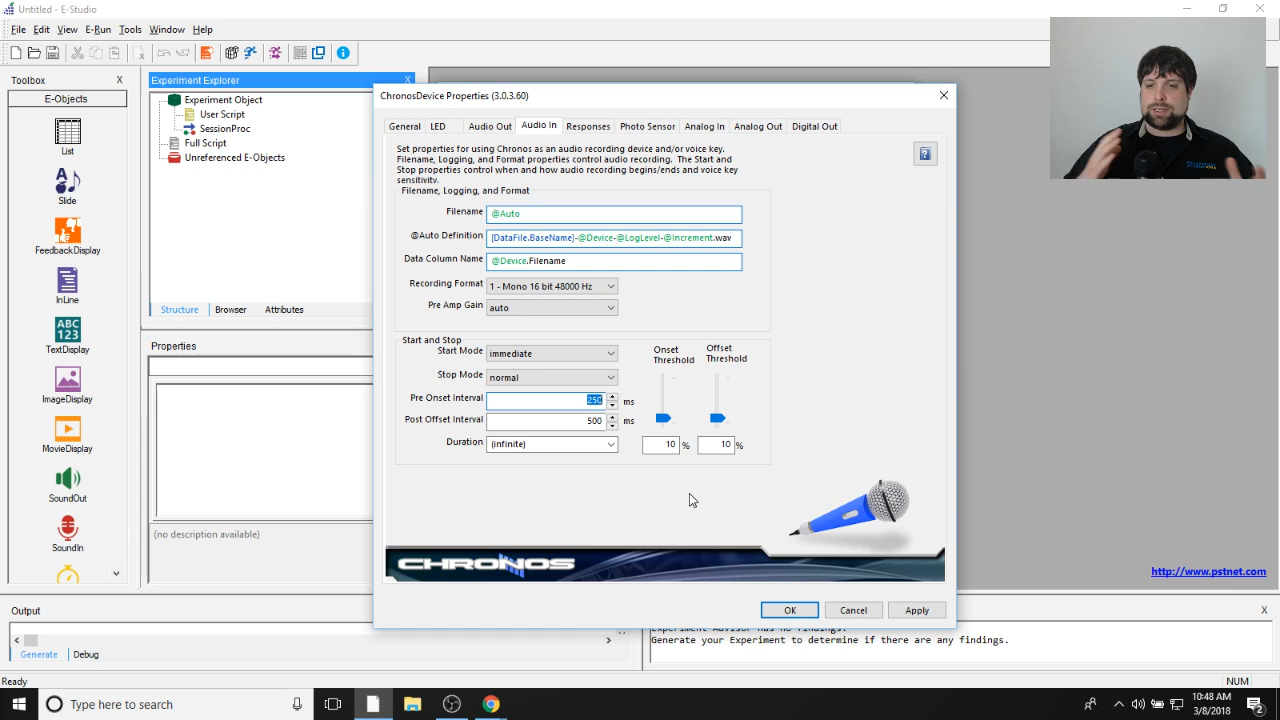 Untitled - E-Studio
File Edit View E-Run Tools Window Help
Toolbox X
E-Objects
List
Slide
FeedbackDisplay
InLine
ABC
123
TextDisplay
ImageDisplay
MovieDisplay
SoundOut
SoundIn
Experiment Explorer X
Experiment Object
User Script
SessionProc
Full Script
Unreferenced E-Objects
Structure Browser Attributes
Properties
(no description available)
ChronosDevice Properties (3.0.3.60)
General LED Audio Out Audio In Responses Photo Sensor Analog In Analog Out Digital Out
Set properties for using Chronos as an audio recording device and/or voice key.
Filename, Logging, and Format properties control audio recording. The Start and
Stop properties control when and how audio recording begins/ends and voice key
sensitivity.
Filename, Logging, and Format
Filename @Auto
@Auto Definition [DataFile.BaseName]-@Device-@LogLevel-@Increment.wav
Data Column Name @Device.Filename
Recording Format 1 - Mono 16 bit 48000 Hz
Pre Amp Gain auto
Start and Stop
Start Mode immediate
Stop Mode normal
Pre Onset Interval 250 ms
Post Offset Interval 500 ms
Duration (infinite)
Onset
Threshold
Offset
Threshold
10 % 10 %
CHRONOS
OK Cancel Apply
http://www.pstnet.com
Output
Generate Debug
X
Generate your Experiment to determine if there are any findings.
Ready NUM
Type here to search
10:48 AM
3/8/2018
2